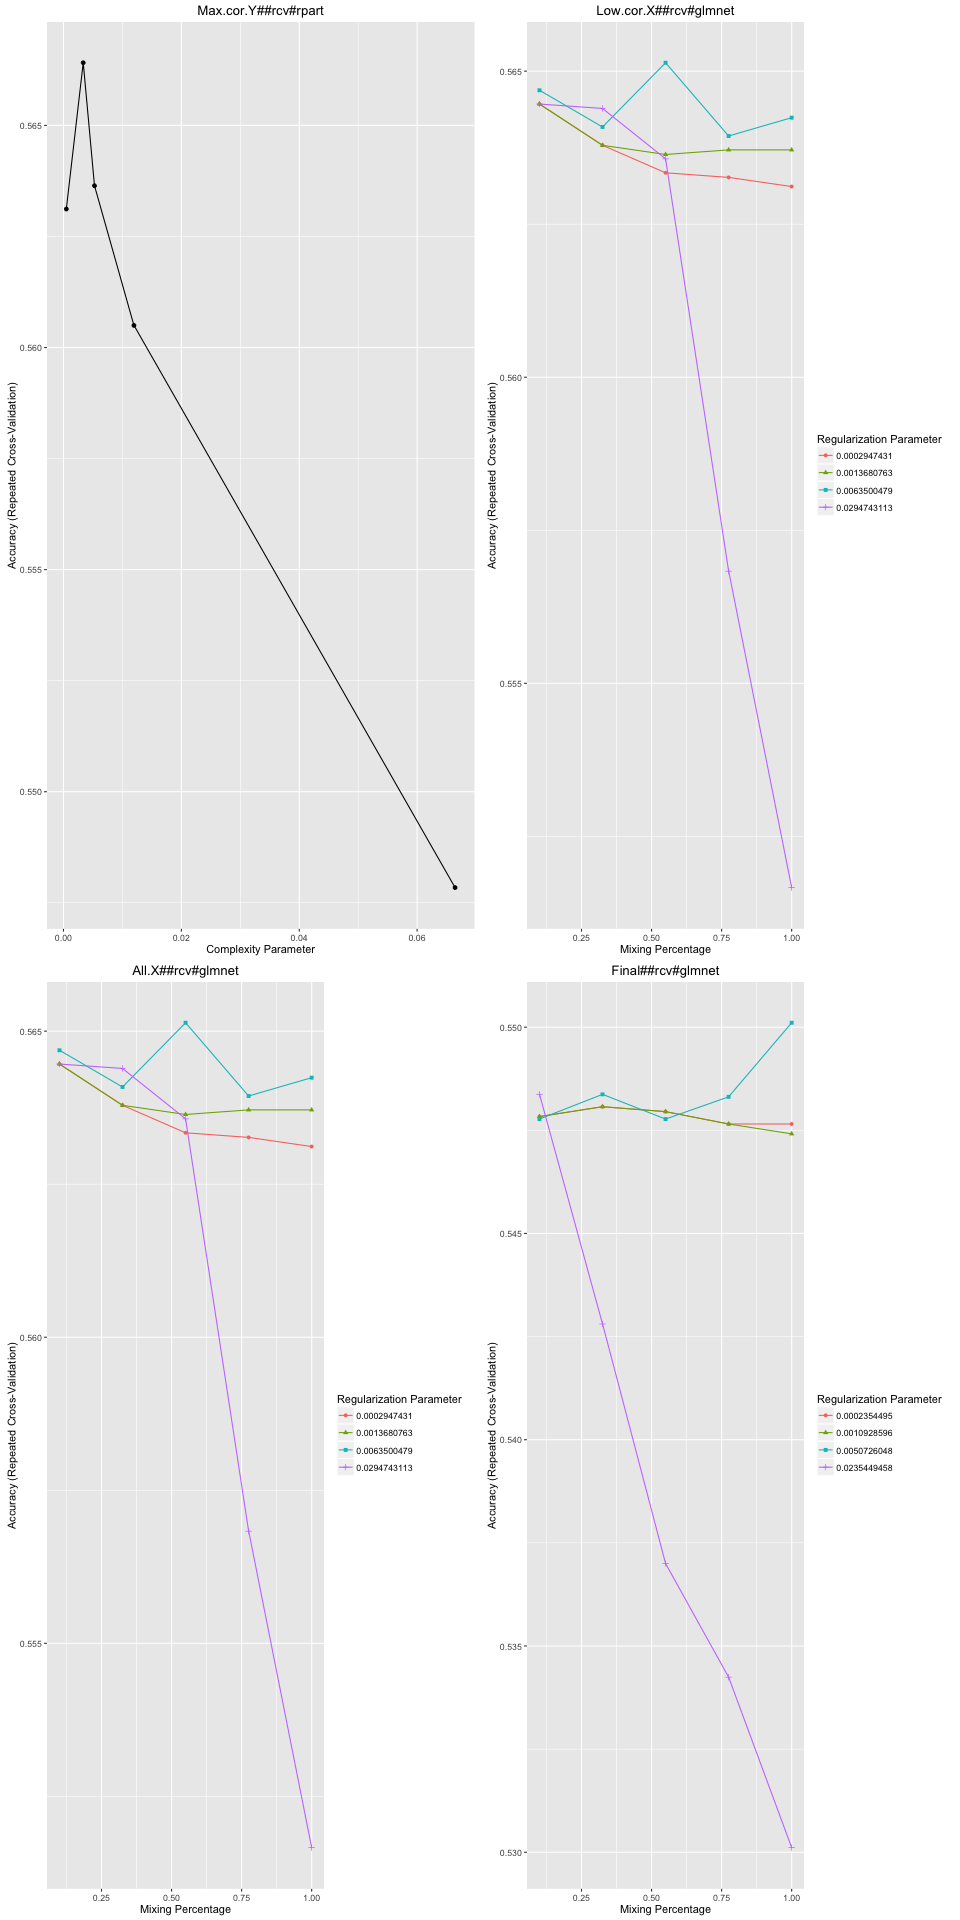 Max.cor.Y##rcv#rpart
Accuracy (Repeated Cross-Validation)
0.565
0.560
0.555
0.550
0.00 0.02 0.04 0.06
Complexity Parameter
Low.cor.X##rcv#glmnet
Accuracy (Repeated Cross-Validation)
0.565
0.560
0.555
0.25 0.50 0.75 1.00
Mixing Percentage
Regularization Parameter
0.0002947431
0.0013680763
0.0063500479
0.0294743113
All.X##rcv#glmnet
Accuracy (Repeated Cross-Validation)
0.565
0.560
0.555
0.25 0.50 0.75 1.00
Mixing Percentage
Regularization Parameter
0.0002947431
0.0013680763
0.0063500479
0.0294743113
Final##rcv#glmnet
Accuracy (Repeated Cross-Validation)
0.550
0.545
0.540
0.535
0.530
0.25 0.50 0.75 1.00
Mixing Percentage
Regularization Parameter
0.0002354495
0.0010928596
0.0050726048
0.0235449458